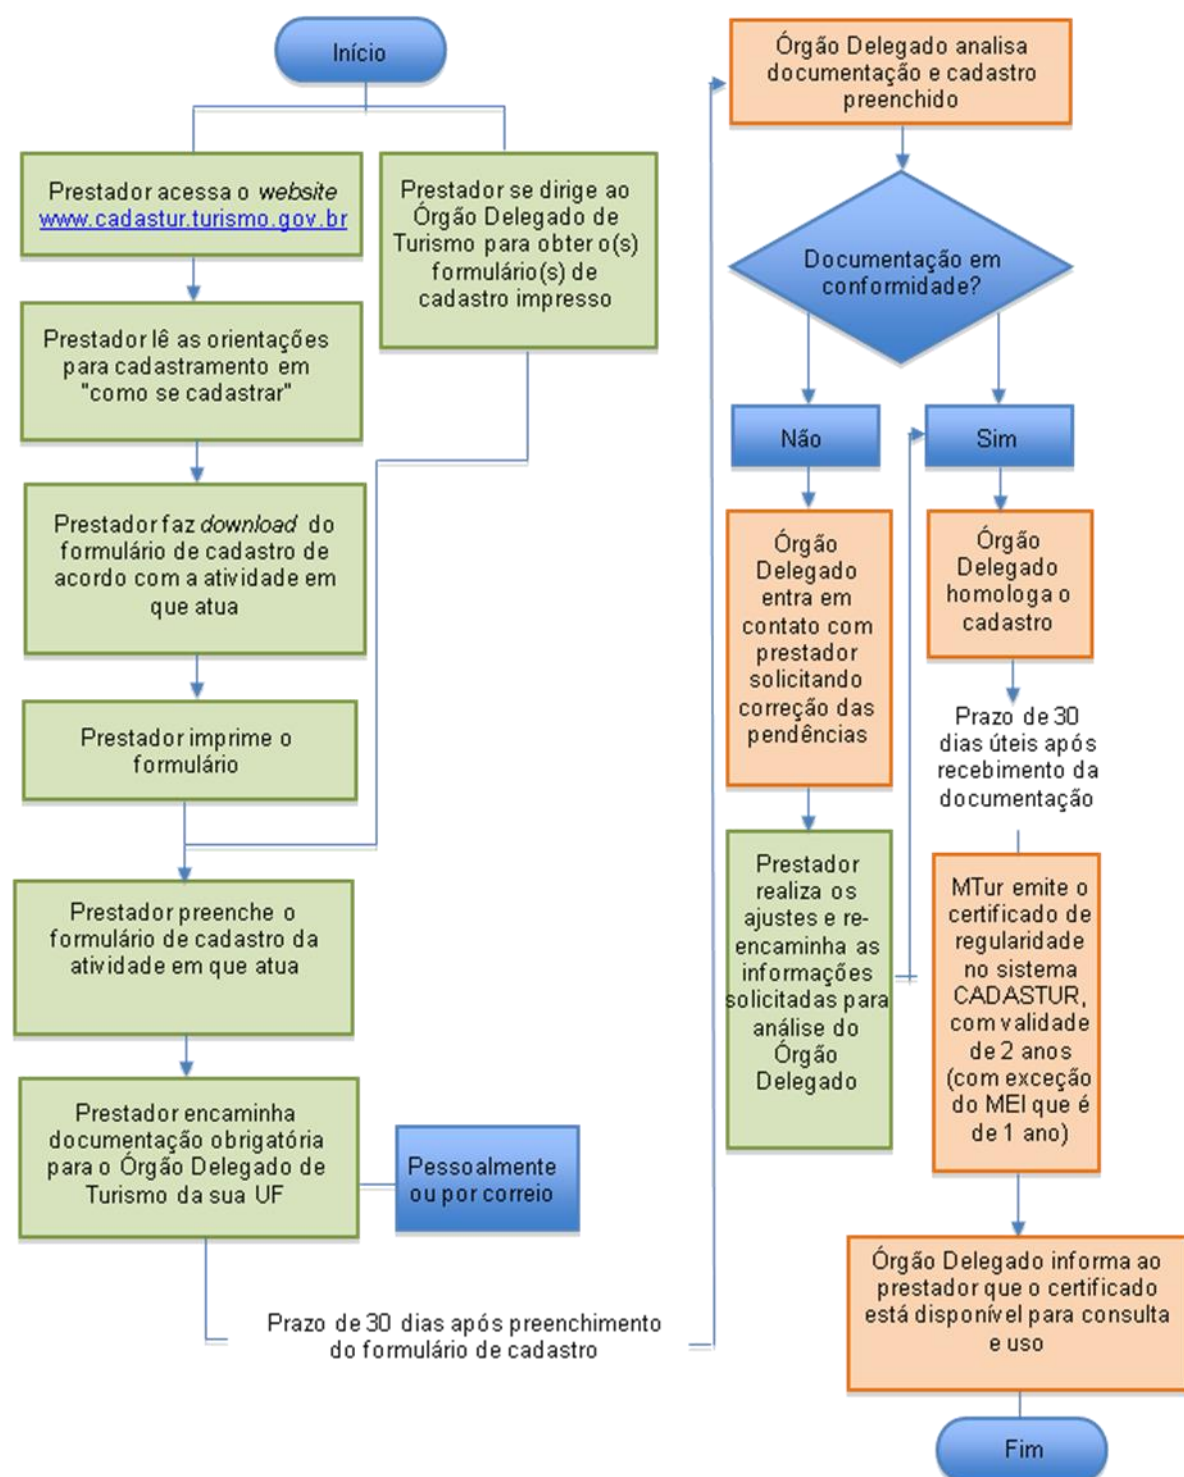 Início
Prestador acessa o website
www.cadastur.turismo.gov.br
Prestador se dirige ao
Órgão Delegado de
Turismo para obter o(s)
formulário(s) de
cadastro impresso
Prestador lê as orientações
para cadastramento em
"como se cadastrar"
Prestador faz download do
formulário de cadastro de
acordo com a atividade em
que atua
Prestador imprime o
formulário
Prestador preenche o
formulário de cadastro da
atividade em que atua
Prestador encaminha
documentação obrigatória
para o Órgão Delegado de
Turismo da sua UF
Pessoalmente
ou por correio
Prazo de 30 dias após preenchimento
do formulário de cadastro
Órgão Delegado analisa
documentação e cadastro
preenchido
Documentação em
conformidade?
Não
Sim
Órgão
Delegado
entra em
contato com
prestador
solicitando
correção das
pendências
Prestador
realiza os
ajustes e re-
encaminha as
informações
solicitadas para
análise do
Órgão
Delegado
Órgão
Delegado
homologa o
cadastro
Prazo de 30
dias úteis após
recebimento da
documentação
MTur emite o
certificado de
regularidade
no sistema
CADASTUR,
com validade
de 2 anos
(com exceção
do MEI que é
de 1 ano)
Órgão Delegado informa ao
prestador que o certificado
está disponível para consulta
e uso
Fim